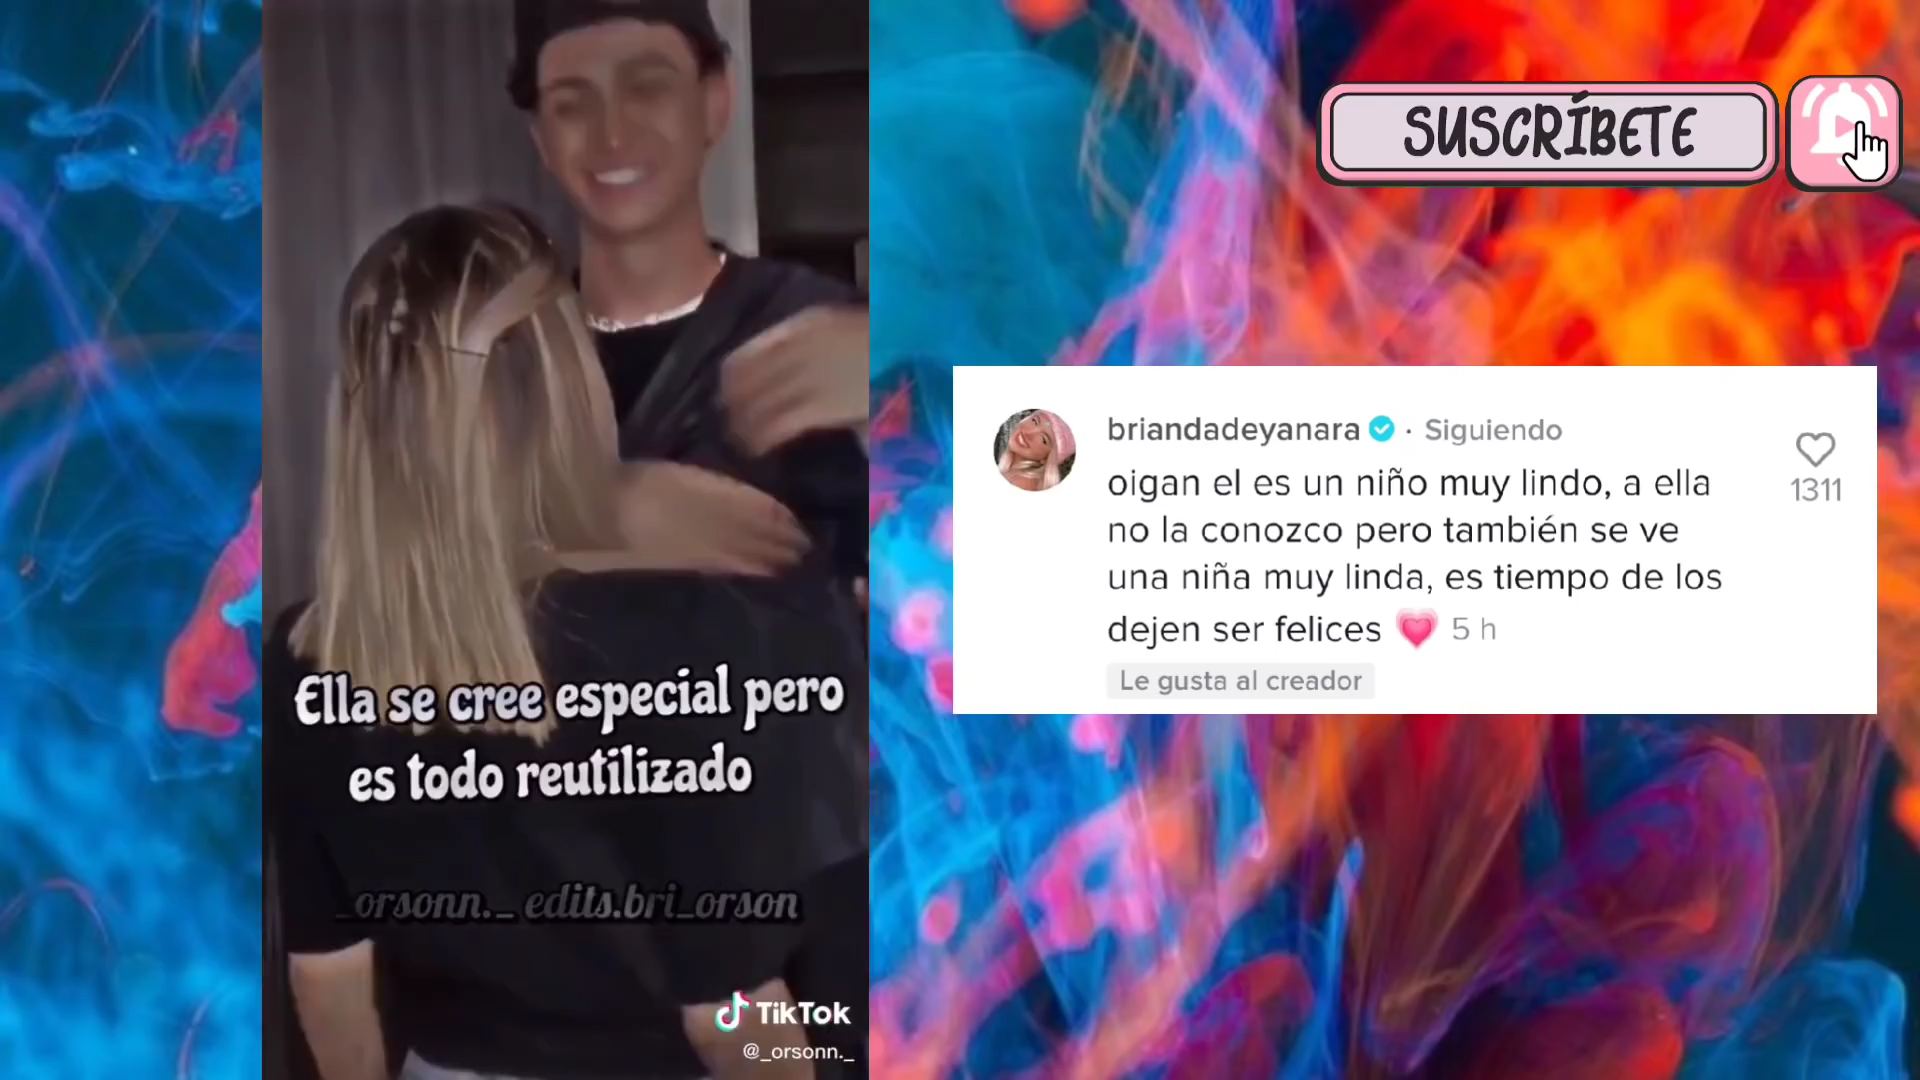 SUSCRÍBETE
briandadeyanara · Siguiendo
oigan el es un niño muy lindo, a ella
no la conozco pero también se ve
una niña muy linda, es tiempo de los
dejen ser felices 💗 5 h
Le gusta al creador
1311
Ella se cree especial pero
es todo reutilizado
_orsonn._ edits.bri_orson
TikTok
@_orsonn._